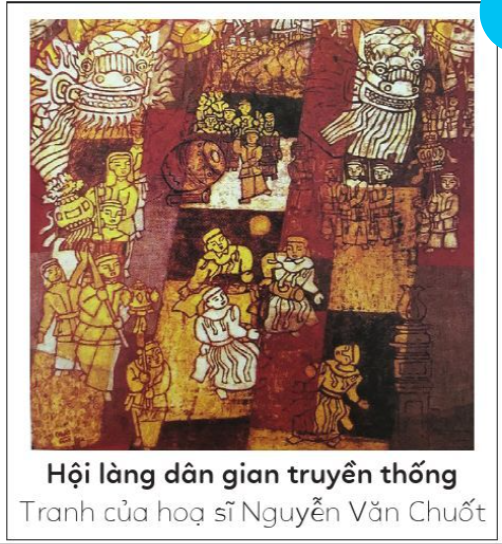 Hội làng dân gian truyền thống
Tranh của hoạ sĩ Nguyễn Văn Chuốt